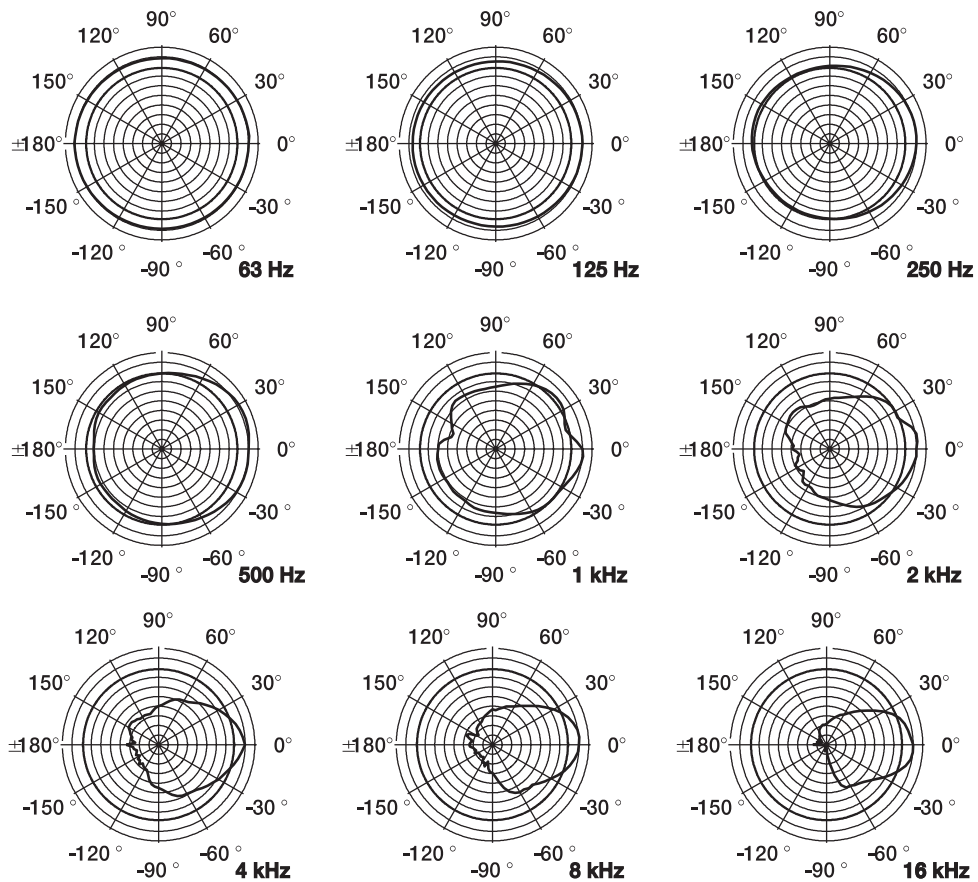 90° 90° 90°
120° 60° 120° 60° 120° 60°
150° 30° 150° 30° 150° 30°
±180° 0° ±180° 0° ±180° 0°
-150 ° -30 ° -150 ° -30 ° -150 ° -30 °
-120 ° -60 ° -120 ° -60 ° -120 ° -60 °
-90 ° 63 Hz -90 ° 125 Hz -90 ° 250 Hz
90° 90° 90°
120° 60° 120° 60° 120° 60°
150° 30° 150° 30° 150° 30°
±180° 0° ±180° 0° ±180° 0°
-150 ° -30 ° -150 ° -30 ° -150 ° -30 °
-120 ° -60 ° -120 ° -60 ° -120 ° -60 °
-90 ° 500 Hz -90 ° 1 kHz -90 ° 2 kHz
90° 90° 90°
120° 60° 120° 60° 120° 60°
150° 30° 150° 30° 150° 30°
±180° 0° ±180° 0° ±180° 0°
-150 ° -30 ° -150 ° -30 ° -150 ° -30 °
-120 ° -60 ° -120 ° -60 ° -120 ° -60 °
-90 ° 4 kHz -90 ° 8 kHz -90 ° 16 kHz